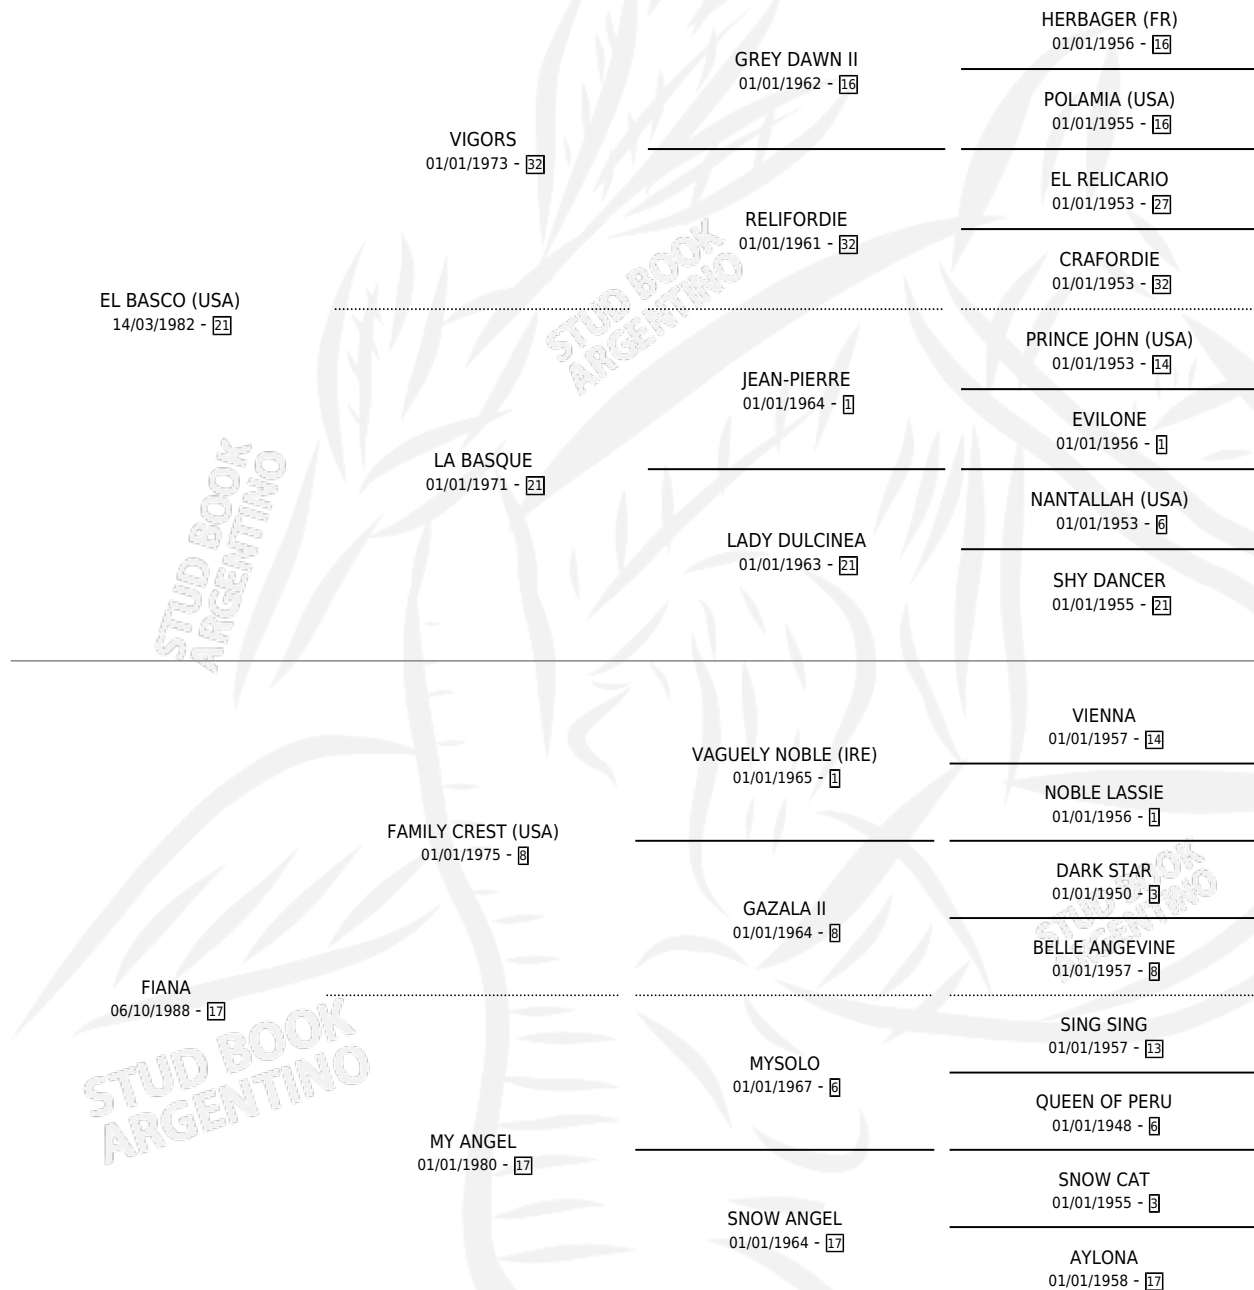 HERBAGER (FR)
01/01/1956 - 16
GREY DAWN II
01/01/1962 - 16
POLAMIA (USA)
01/01/1955 - 16
VIGORS
01/01/1973 - 32
EL RELICARIO
01/01/1953 - 27
RELIFORDIE
01/01/1961 - 32
CRAFORDIE
01/01/1953 - 32
EL BASCO (USA)
14/03/1982 - 21
STUD BOOK
ARGENTINO
PRINCE JOHN (USA)
01/01/1953 - 14
JEAN-PIERRE
01/01/1964 - 1
EVILONE
01/01/1956 - 1
LA BASQUE
01/01/1971 - 21
NANTALLAH (USA)
01/01/1953 - 6
LADY DULCINEA
01/01/1963 - 21
SHY DANCER
01/01/1955 - 21
STUD BOOK
ARGENTINO
VIENNA
01/01/1957 - 14
VAGUELY NOBLE (IRE)
01/01/1965 - 1
NOBLE LASSIE
01/01/1956 - 1
FAMILY CREST (USA)
01/01/1975 - 8
DARK STAR
01/01/1950 - 3
GAZALA II
01/01/1964 - 8
STUD BOOK
ARGENTINO
BELLE ANGEVINE
01/01/1957 - 8
FIANA
06/10/1988 - 17
STUD BOOK
ARGENTINO
SING SING
01/01/1957 - 13
MYSOLO
01/01/1967 - 6
QUEEN OF PERU
01/01/1948 - 6
MY ANGEL
01/01/1980 - 17
SNOW CAT
01/01/1955 - 3
SNOW ANGEL
01/01/1964 - 17
AYLONA
01/01/1958 - 17